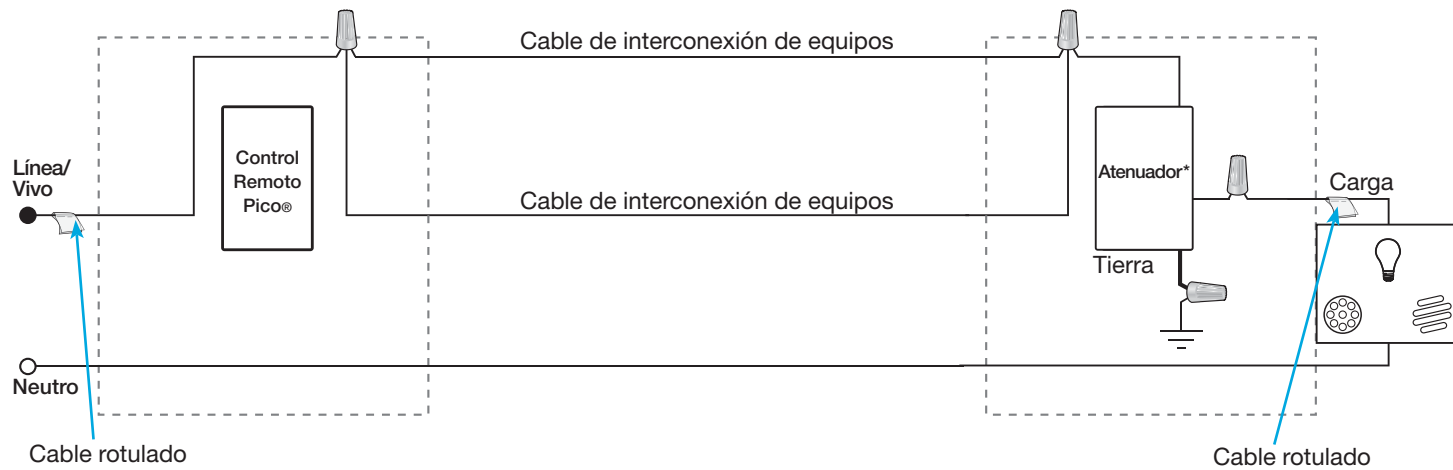 Cable de interconexión de equipos
Línea/
Vivo
Control
Remoto
Pico®
Cable de interconexión de equipos
Atenuador*
Carga
Tierra
Neutro
Cable rotulado
Cable rotulado